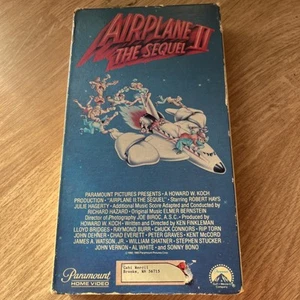 AIRPLANE II
THE SEQUEL
PARAMOUNT PICTURES PRESENTS • A HOWARD W. KOCH
PRODUCTION • "AIRPLANE II THE SEQUEL" • Starring ROBERT HAYS
JULIE HAGERTY • Additional Music Score Adapted and Conducted by
RICHARD HAZARD • Original Music ELMER BERNSTEIN
Director of Photography JOE BIROC, A.S.C. • Produced by
HOWARD W. KOCH • Written and Directed by KEN FINKLEMAN
LLOYD BRIDGES • RAYMOND BURR • CHUCK CONNORS • RIP TORN
JOHN DEHNER • CHAD EVERETT • PETER GRAVES • KENT McCORD
JAMES A. WATSON, JR. • WILLIAM SHATNER • STEPHEN STUCKER
JOHN VERNON • AL WHITE • and SONNY BONO
Paramount
HOME VIDEO